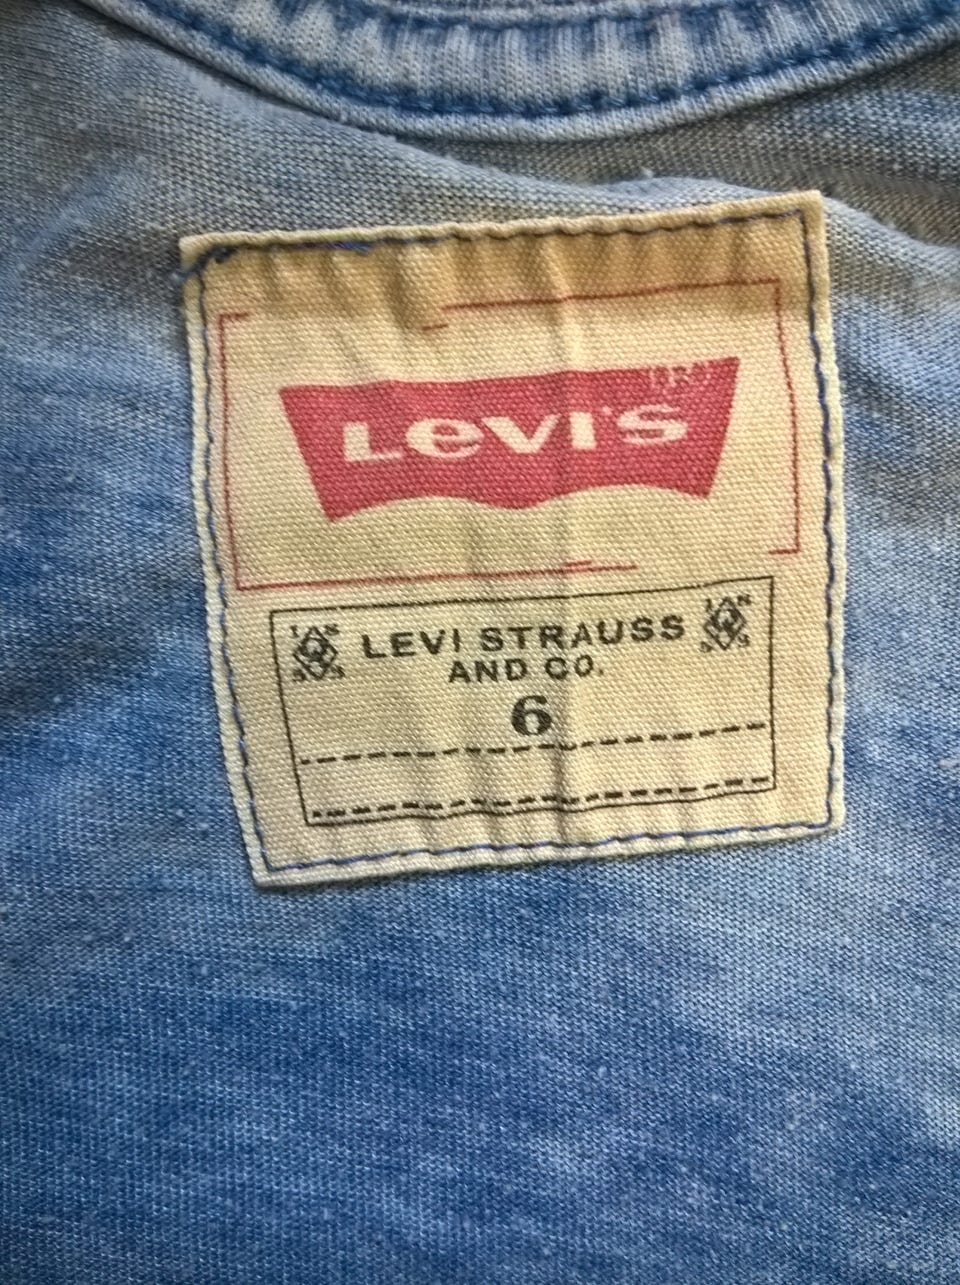 Levi's
LEVI STRAUSS
AND CO.
6